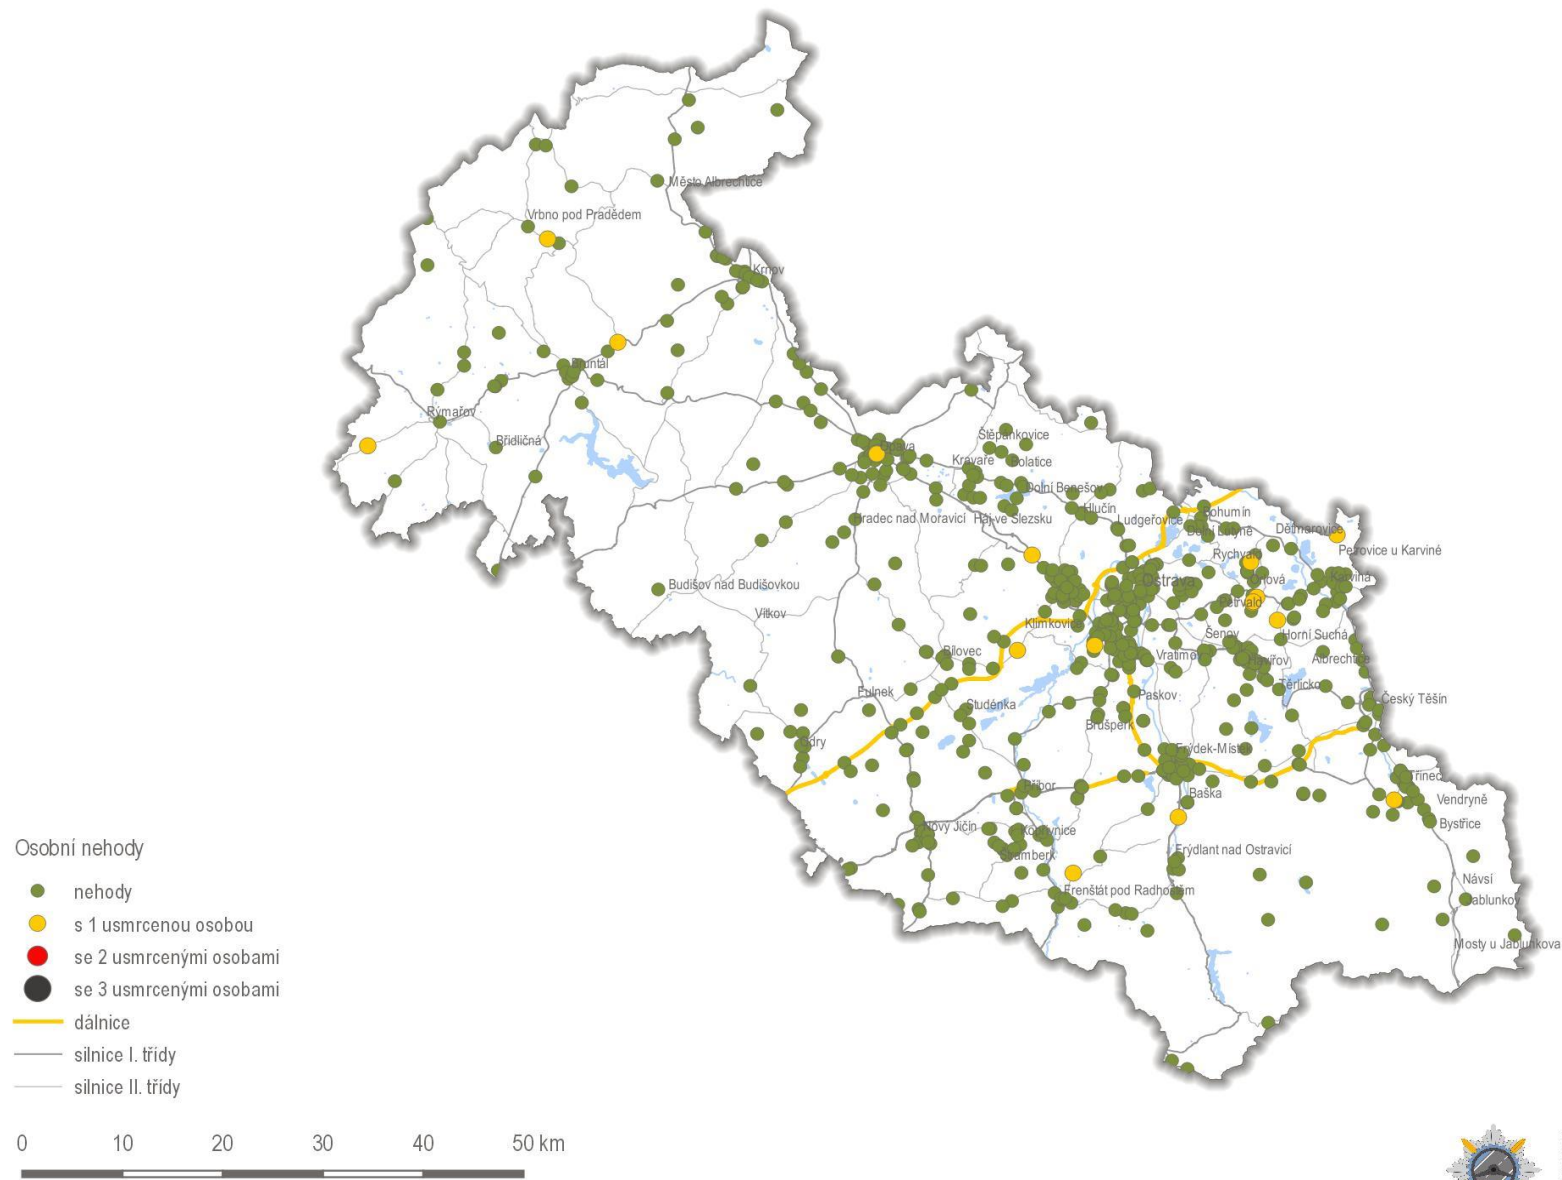 Město Albrechtice
Vrbno pod Pradědem
Krnov
Bruntál
Rýmařov
Břidličná
Opava
Štěpánkovice
Kravaře
Bolatice
Dolní Benešov
Hlučín
Hradec nad Moravicí
Háj ve Slezsku
Ludgeřovice
Bohumín
Dolní Lutyně
Dětmarovice
Petrovice u Karviné
Rychvald
Orlová
Karviná
Ostrava
Petřvald
Budišov nad Budišovkou
Vítkov
Klimkovice
Šenov
Horní Suchá
Bílovec
Vratimov
Havířov
Albrechtice
Těrlicko
Fulnek
Studénka
Paskov
Český Těšín
Brušperk
Odry
Frýdek-Místek
Třinec
Příbor
Baška
Vendryně
Nový Jičín
Kopřivnice
Bystřice
Štramberk
Frýdlant nad Ostravicí
Návsí
Frenštát pod Radhoštěm
Jablunkov
Mosty u Jablunkova
Osobní nehody
nehody
s 1 usmrcenou osobou
se 2 usmrcenými osobami
se 3 usmrcenými osobami
dálnice
silnice I. třídy
silnice II. třídy
0 10 20 30 40 50 km